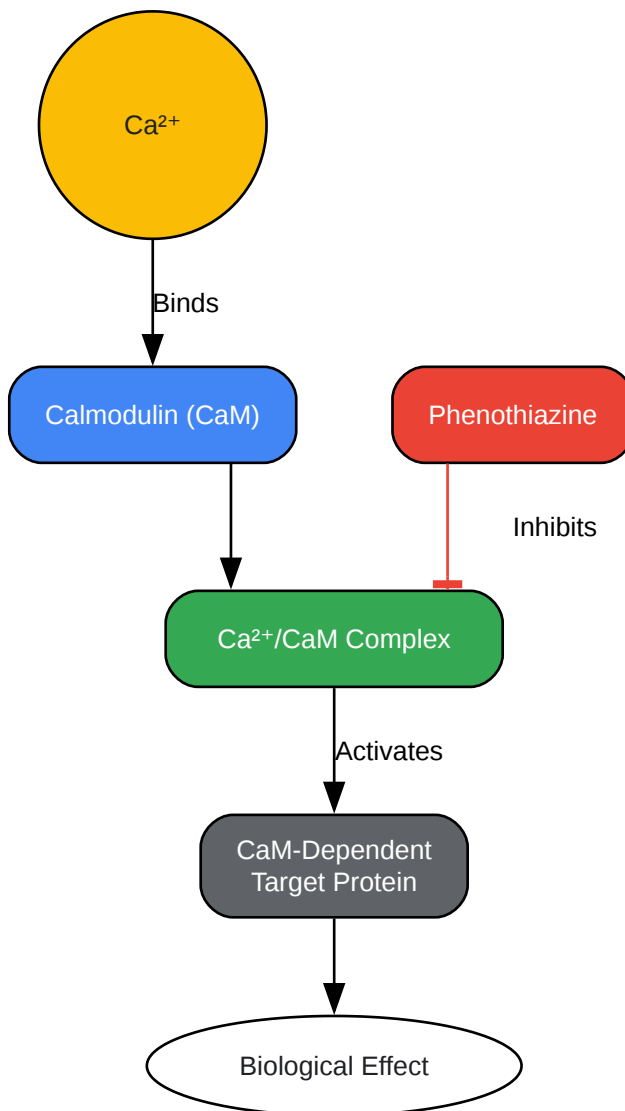 Ca²⁺
Binds
Calmodulin (CaM)
Phenothiazine
Inhibits
Ca²⁺/CaM Complex
Activates
CaM-Dependent
Target Protein
Biological Effect